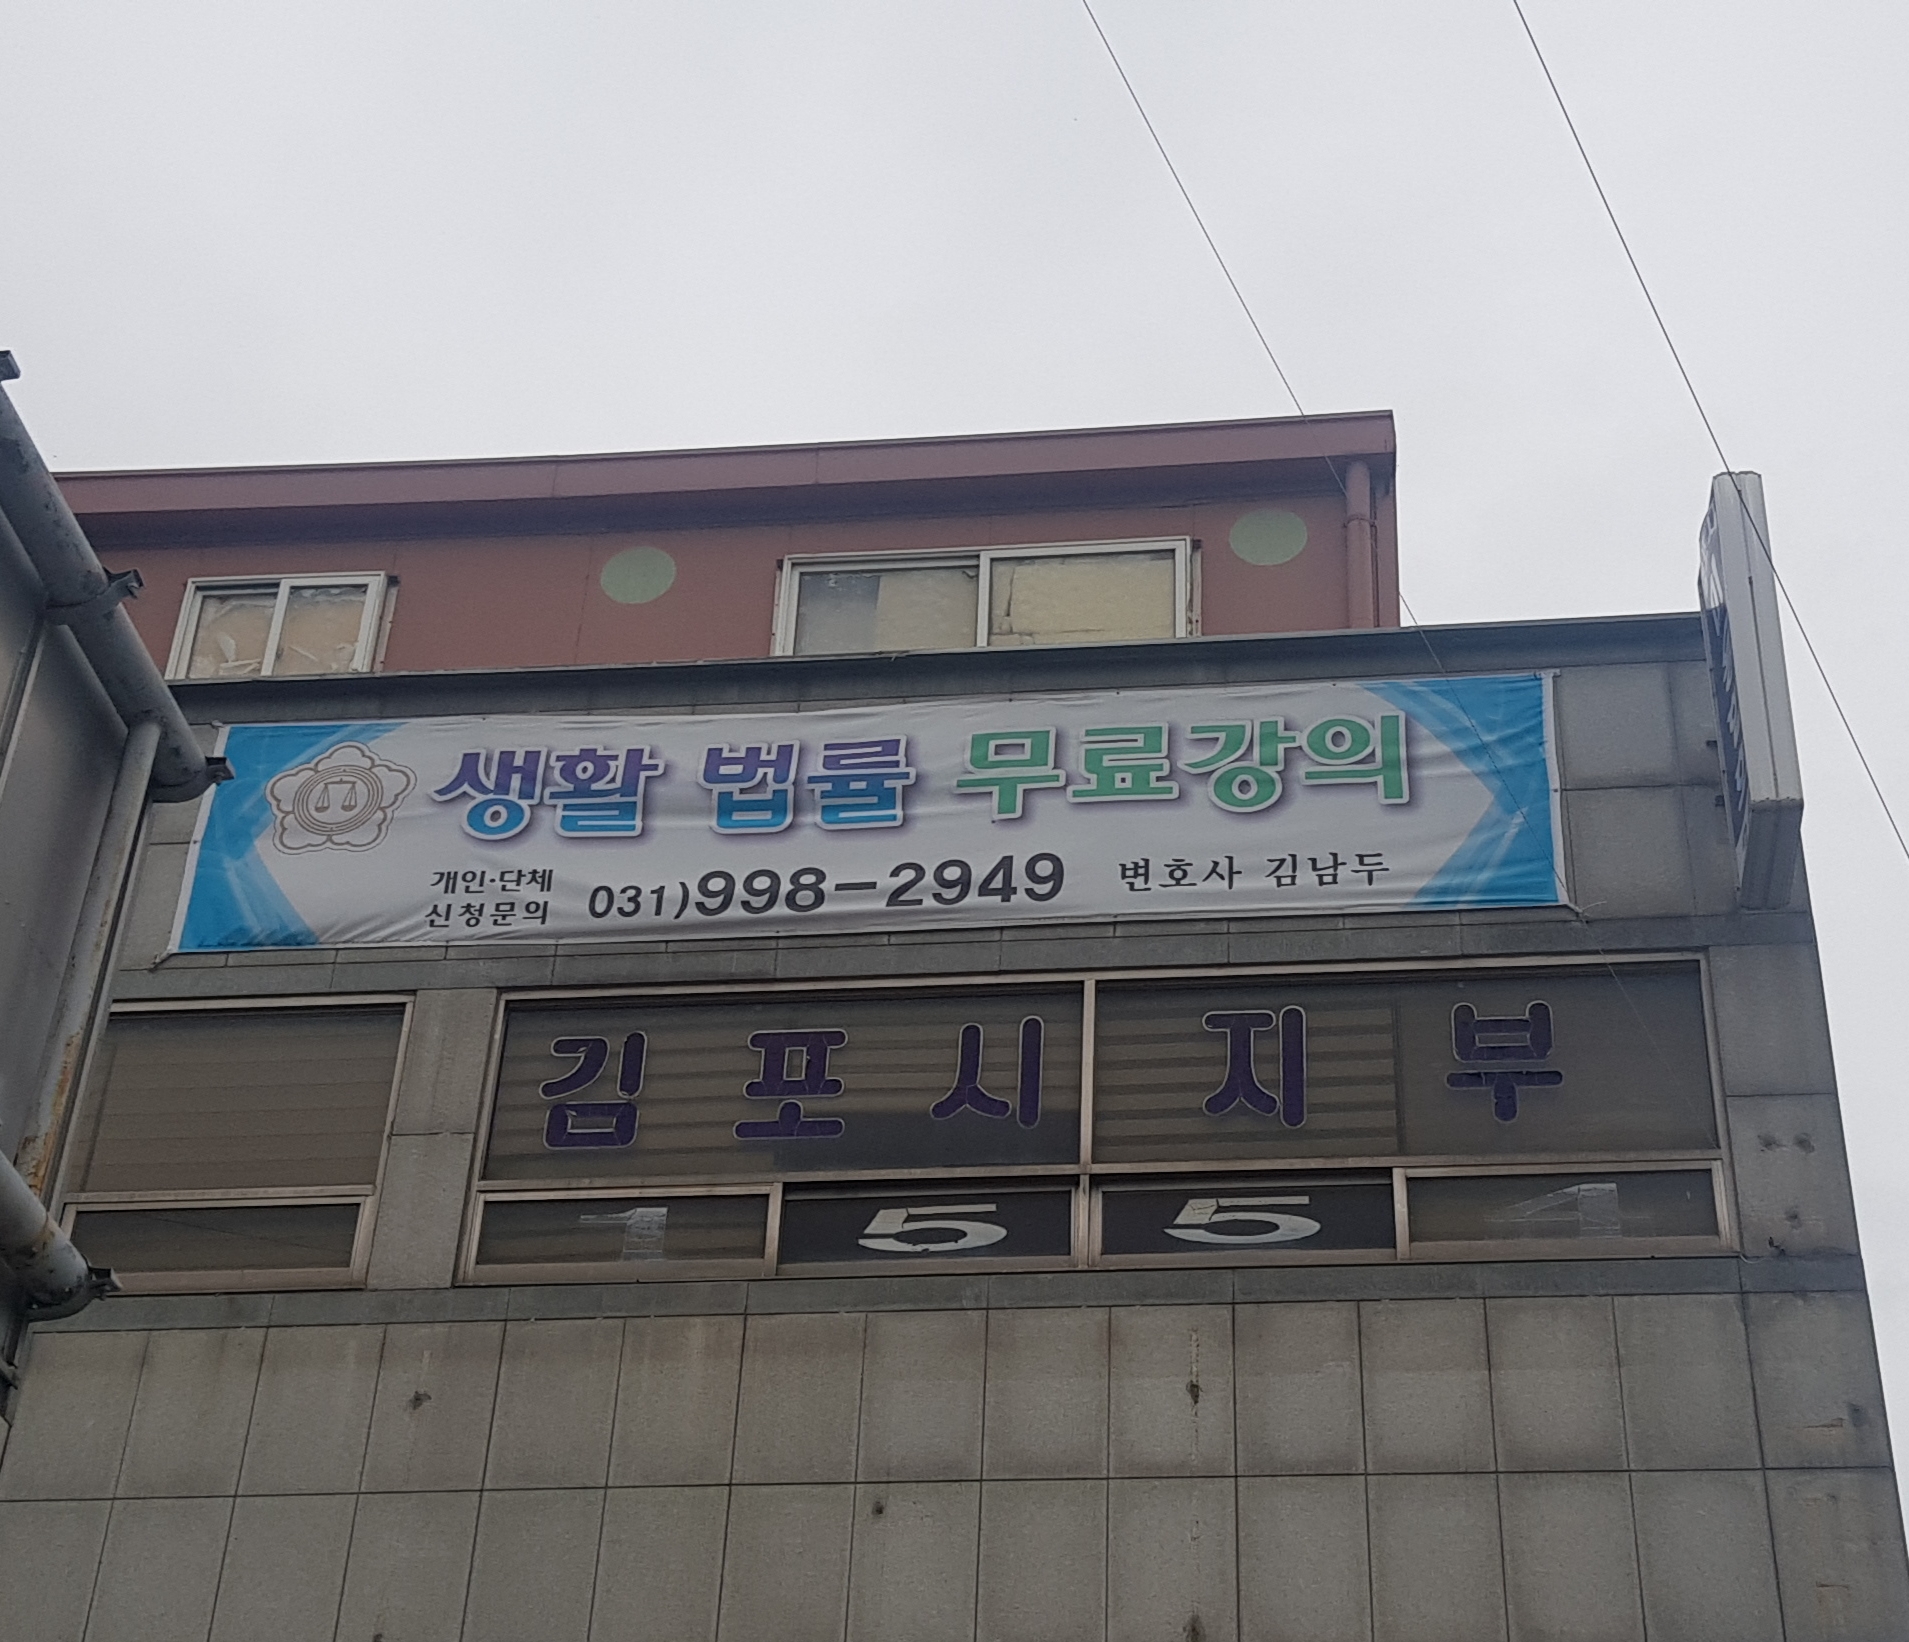 생활 법률 무료강의
개인·단체
신청문의
031)998-2949 변호사 김남두
김포시지부
1551